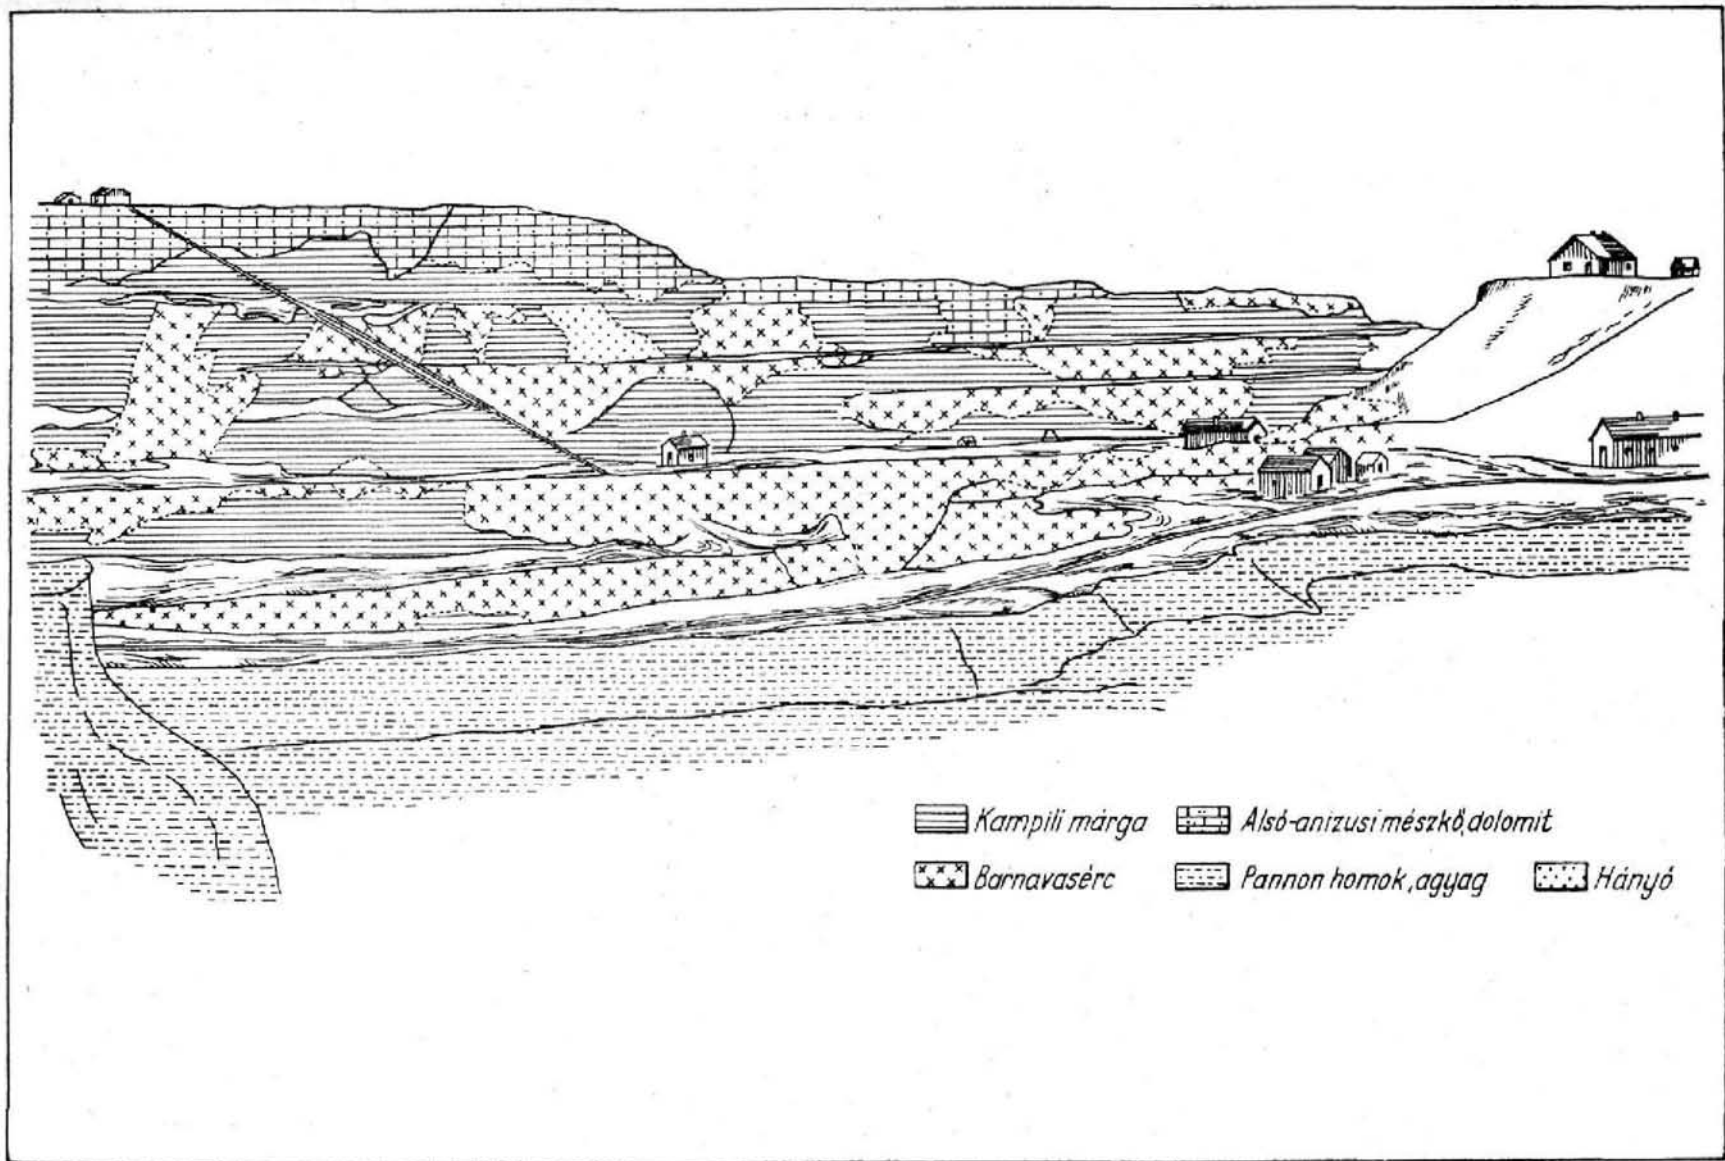 Kampili márga
Alsó-anizusi mészkő, dolomit
Barnavasérc
Pannon homok, agyag
Hányó